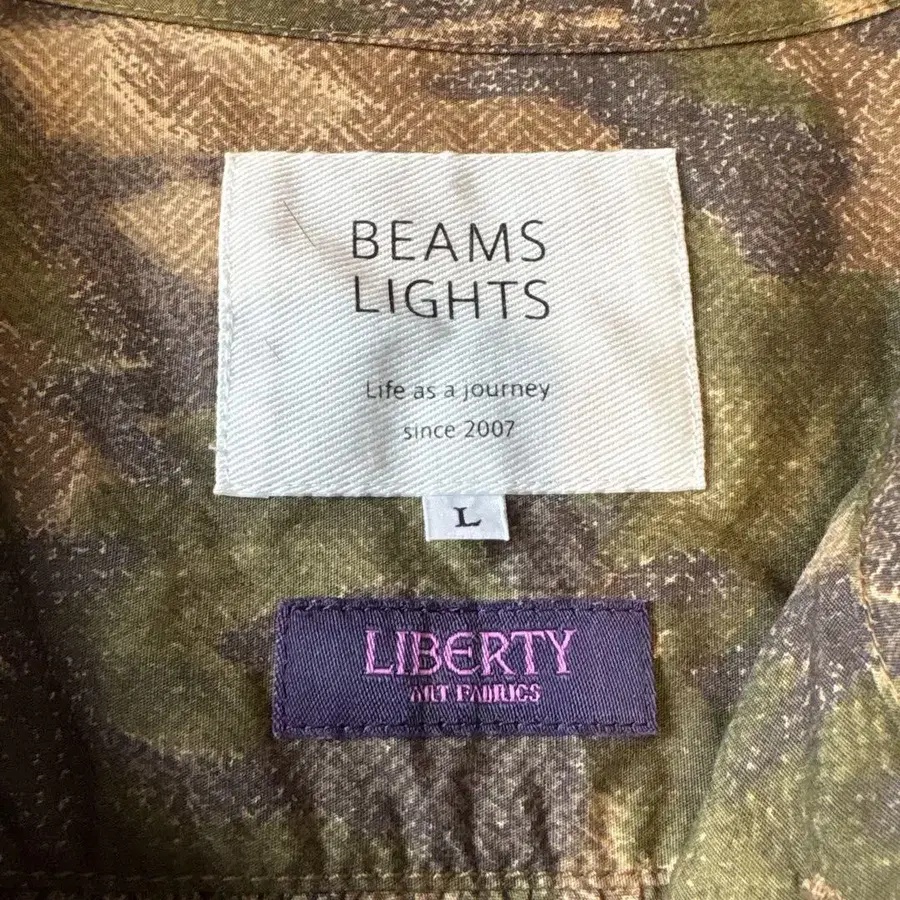 BEAMS
LIGHTS
Life as a journey
since 2007
L
LIBERTY
ART FABRICS